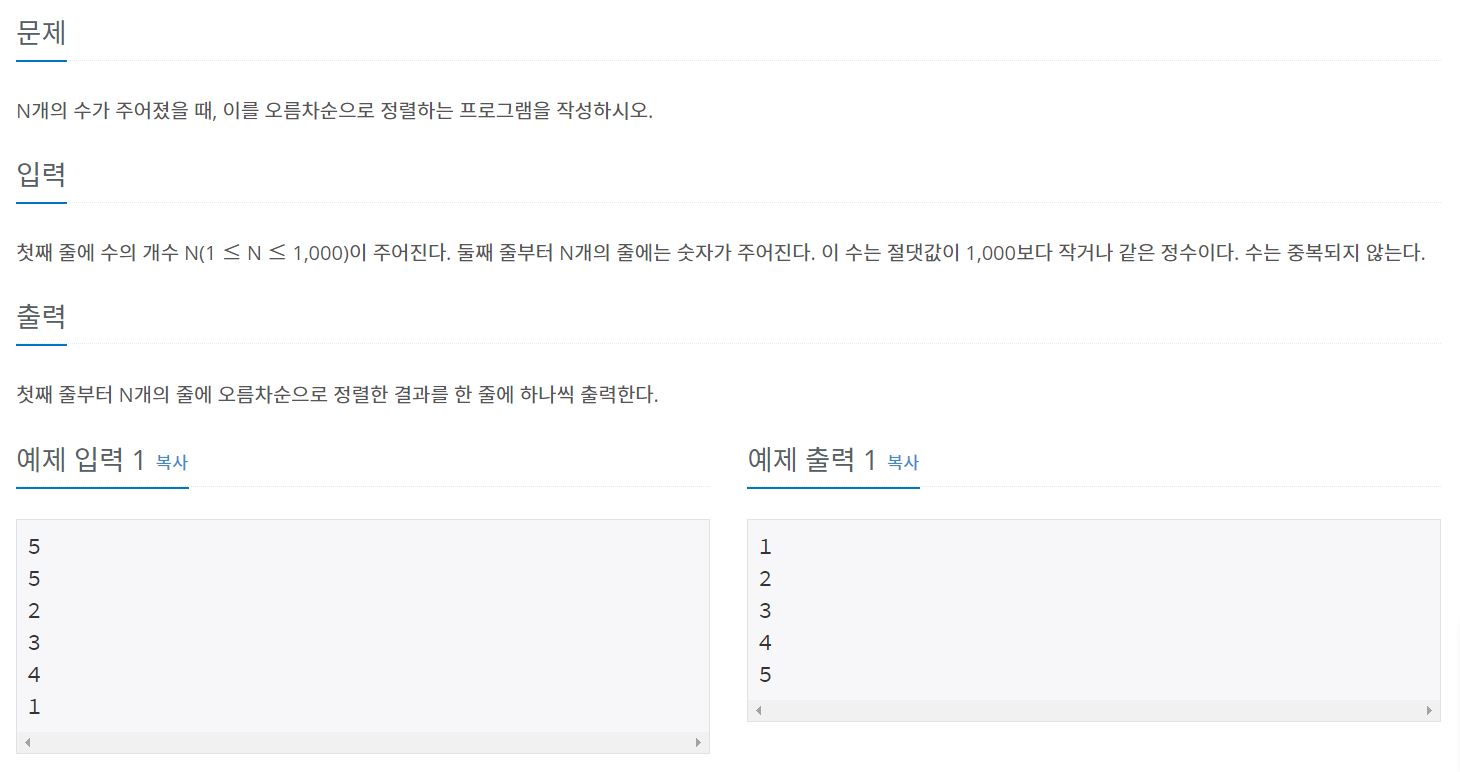 문제
N개의 수가 주어졌을 때, 이를 오름차순으로 정렬하는 프로그램을 작성하시오.
입력
첫째 줄에 수의 개수 N(1 ≤ N ≤ 1,000)이 주어진다. 둘째 줄부터 N개의 줄에는 숫자가 주어진다. 이 수는 절댓값이 1,000보다 작거나 같은 정수이다. 수는 중복되지 않는다.
출력
첫째 줄부터 N개의 줄에 오름차순으로 정렬한 결과를 한 줄에 하나씩 출력한다.
예제 입력 1 복사
5
5
2
3
4
1
예제 출력 1 복사
1
2
3
4
5